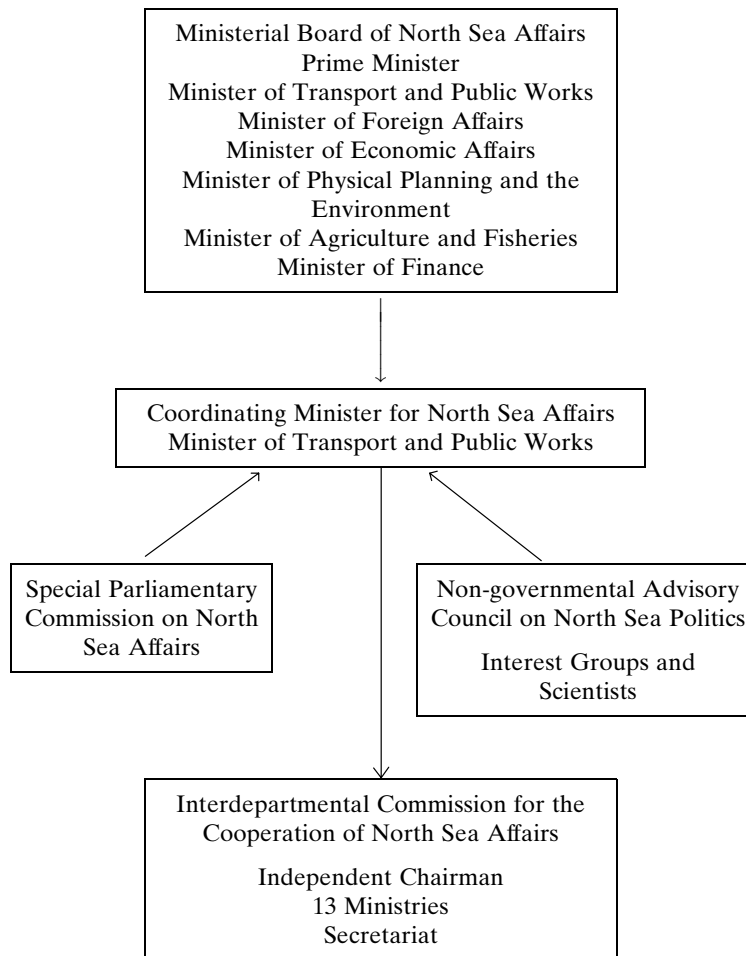 Ministerial Board of North Sea Affairs
Prime Minister
Minister of Transport and Public Works
Minister of Foreign Affairs
Minister of Economic Affairs
Minister of Physical Planning and the
Environment
Minister of Agriculture and Fisheries
Minister of Finance
Coordinating Minister for North Sea Affairs
Minister of Transport and Public Works
Special Parliamentary
Commission on North
Sea Affairs
Non-governmental Advisory
Council on North Sea Politics
Interest Groups and
Scientists
Interdepartmental Commission for the
Cooperation of North Sea Affairs
Independent Chairman
13 Ministries
Secretariat